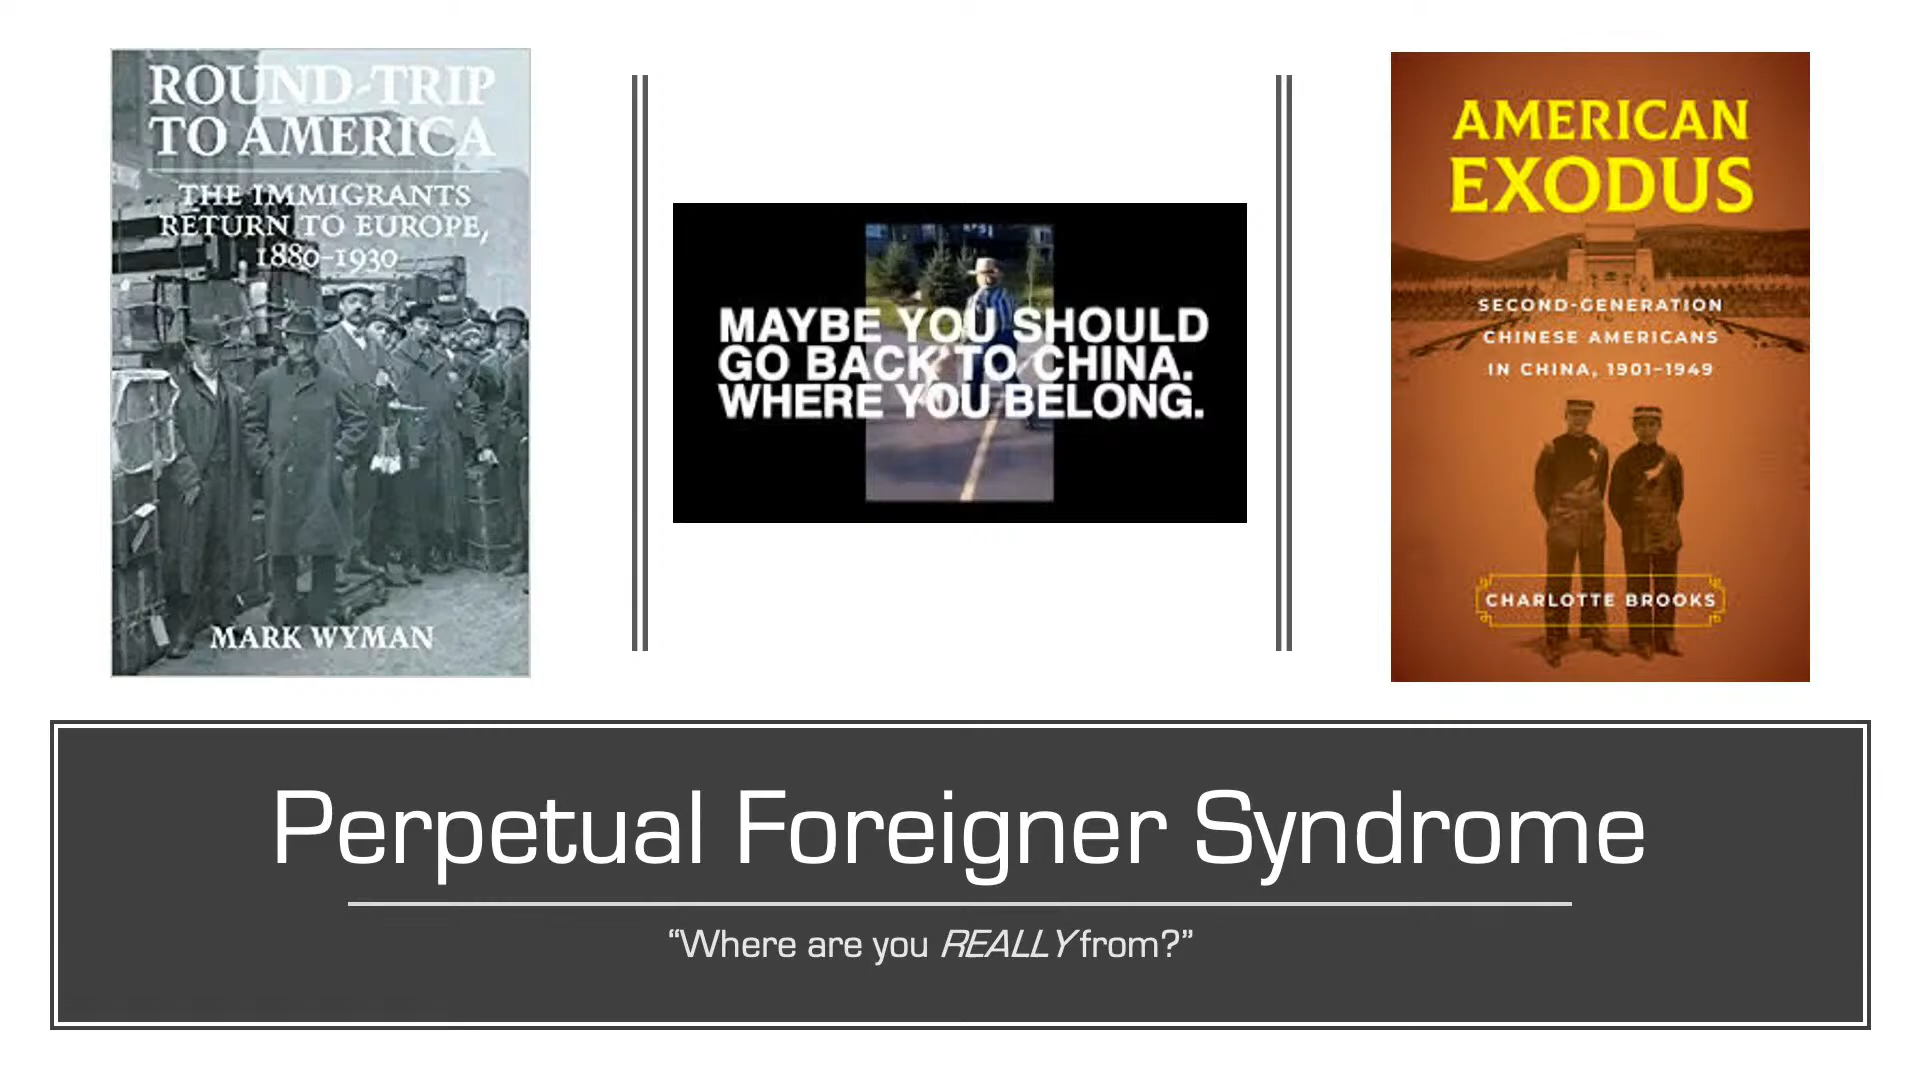 ROUND-TRIP
TO AMERICA
THE IMMIGRANTS
RETURN TO EUROPE,
1880–1930
MARK WYMAN
MAYBE YOU SHOULD
GO BACK TO CHINA.
WHERE YOU BELONG.
AMERICAN
EXODUS
SECOND-GENERATION
CHINESE AMERICANS
IN CHINA, 1901–1949
CHARLOTTE BROOKS
Perpetual Foreigner Syndrome
“Where are you REALLY from?”